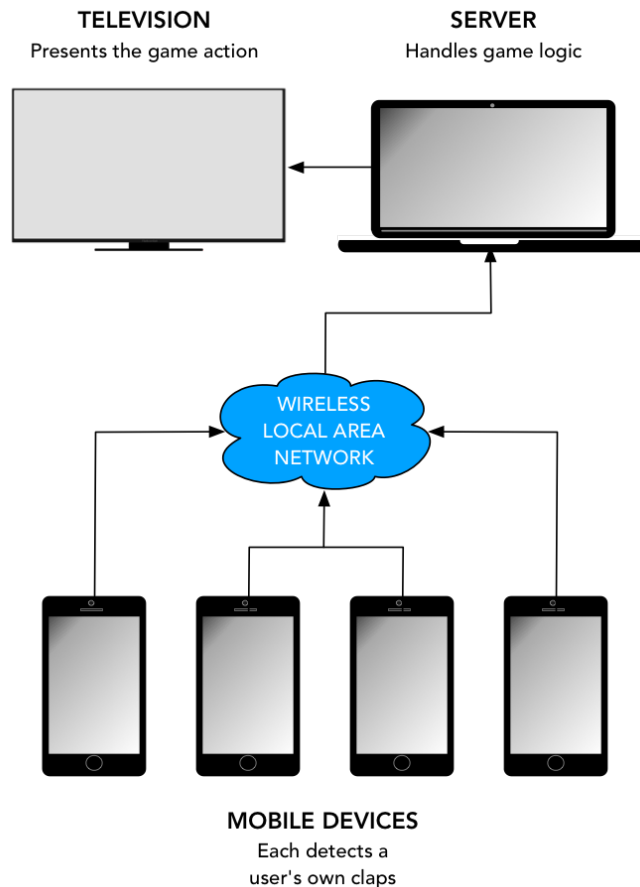 TELEVISION
Presents the game action
SERVER
Handles game logic
WIRELESS
LOCAL AREA
NETWORK
MOBILE DEVICES
Each detects a
user's own claps